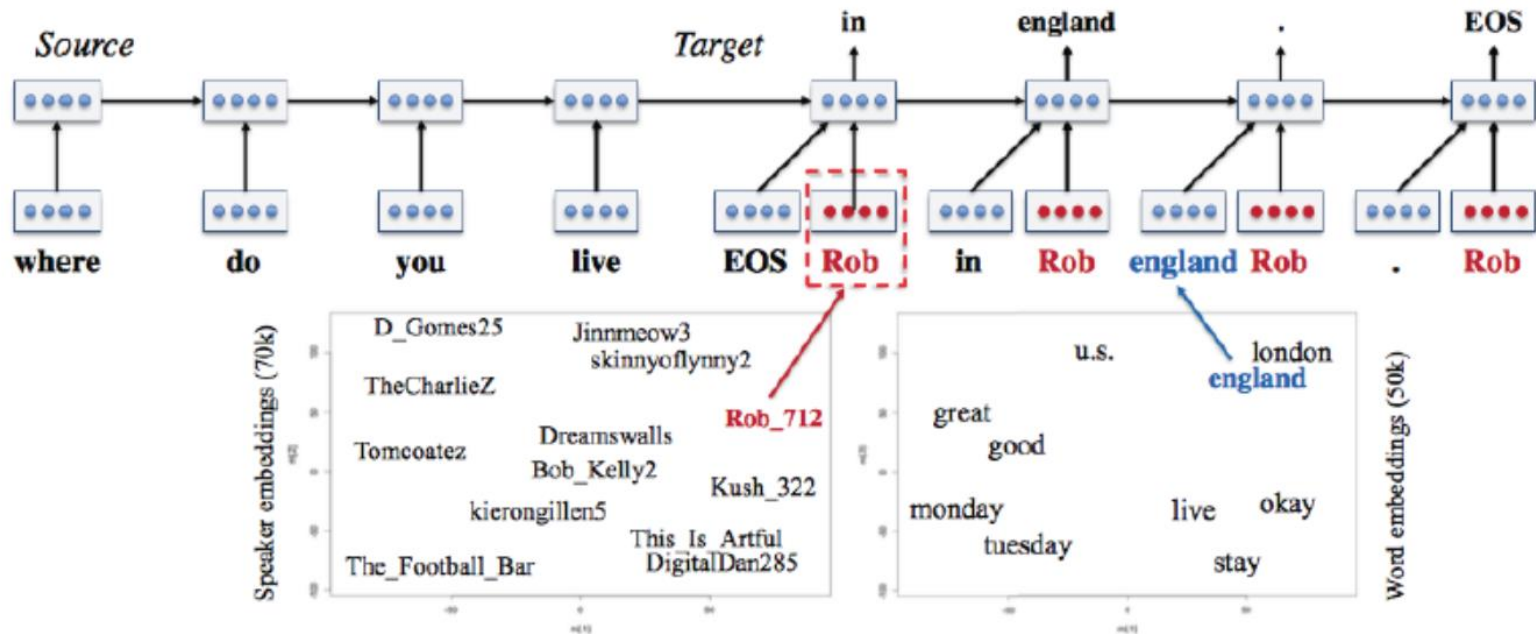 in england . EOS
Source Target
where do you live EOS Rob in Rob england Rob . Rob
Speaker embeddings (70k)
D_Gomes25
Jinnmeow3
skinnyoflynny2
TheCharlieZ
Rob_712
Dreamswalls
Tomcoatez
Bob_Kelly2
Kush_322
kierongillen5
This_Is_Artful
DigitalDan285
The_Football_Bar
u.s.
london
england
great
good
monday
live
okay
tuesday
stay
Word embeddings (50k)